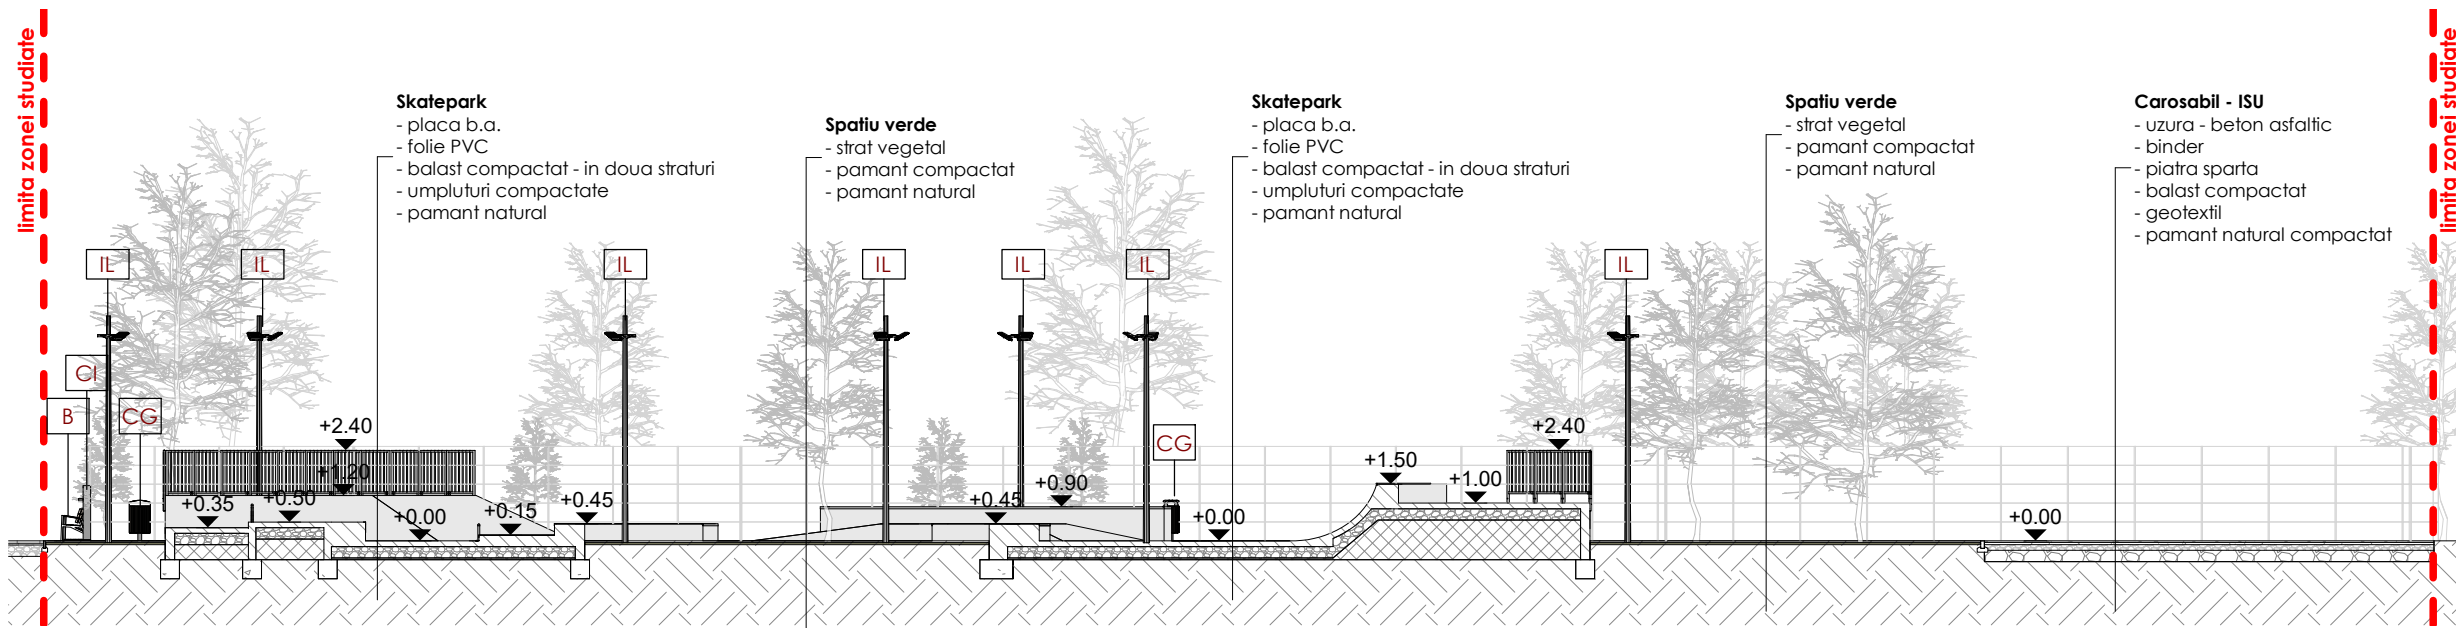 limita zonei studiate
Skatepark
- placa b.a.
- folie PVC
- balast compactat - in doua straturi
- umpluturi compactate
- pamant natural
Spatiu verde
- strat vegetal
- pamant compactat
- pamant natural
Skatepark
- placa b.a.
- folie PVC
- balast compactat - in doua straturi
- umpluturi compactate
- pamant natural
Spatiu verde
- strat vegetal
- pamant compactat
- pamant natural
Carosabil - ISU
- uzura - beton asfaltic
- binder
- piatra sparta
- balast compactat
- geotextil
- pamant natural compactat
limita zonei studiate
IL
IL
IL
IL
IL
IL
IL
CI
B
CG
CG
+2.40
+1.20
+0.35
+0.50
+0.00
+0.15
+0.45
+0.45
+0.90
+0.00
+1.50
+1.00
+2.40
+0.00